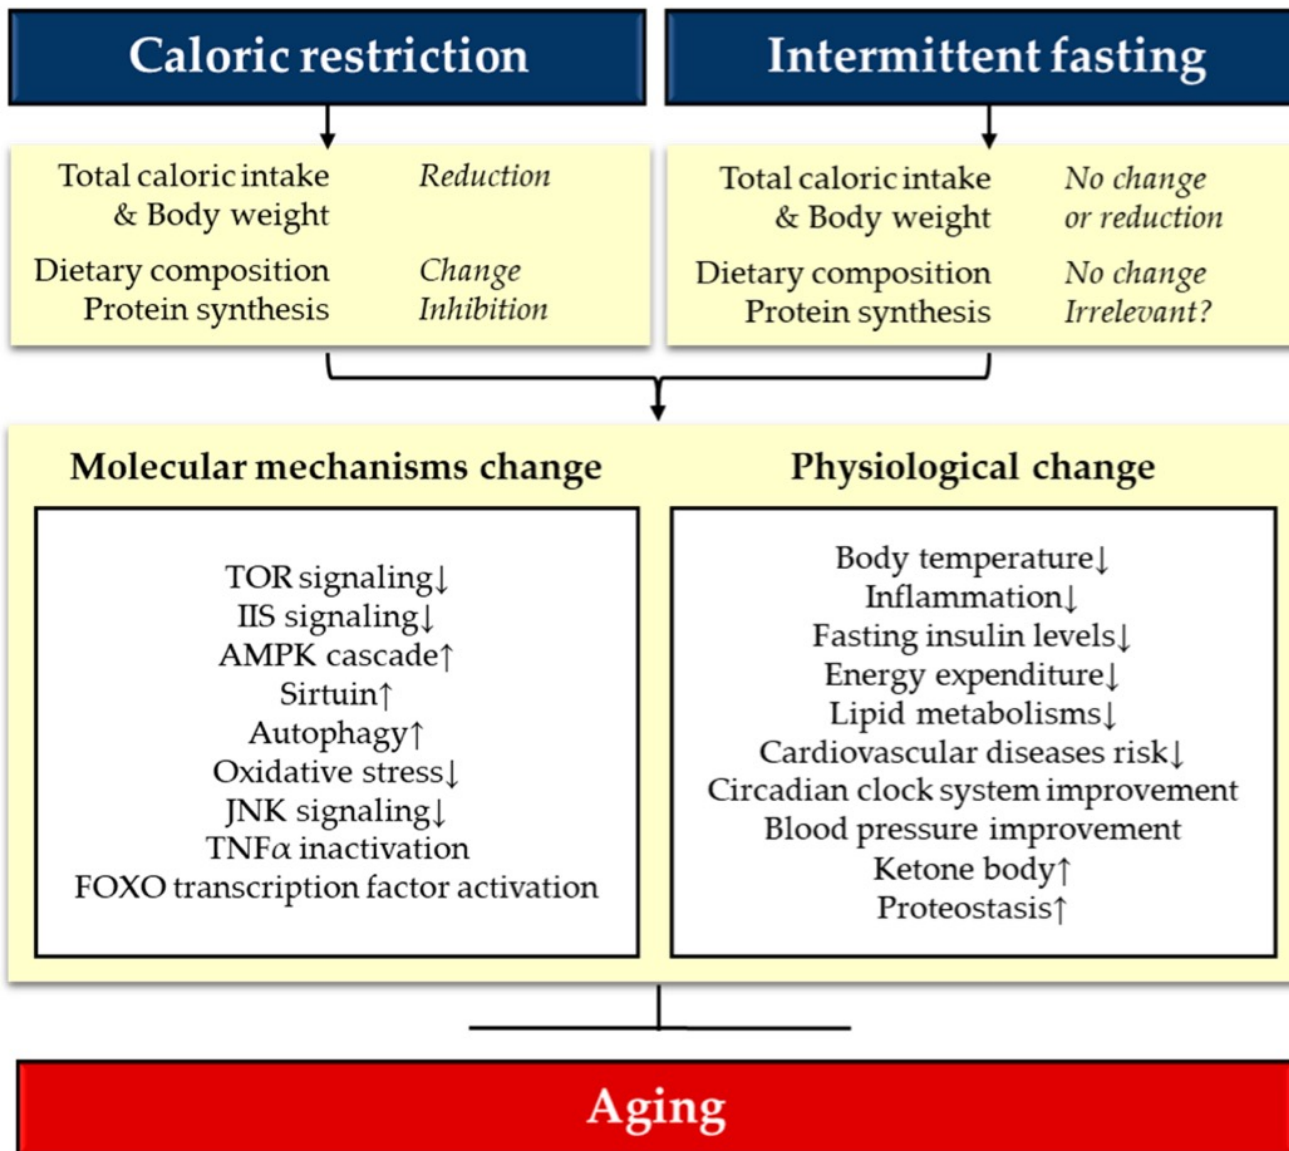 Caloric restriction
Intermittent fasting
Total caloric intake Reduction
& Body weight
Dietary composition Change
Protein synthesis Inhibition
Total caloric intake No change
& Body weight or reduction
Dietary composition No change
Protein synthesis Irrelevant?
Molecular mechanisms change
TOR signaling↓
IIS signaling↓
AMPK cascade↑
Sirtuin↑
Autophagy↑
Oxidative stress↓
JNK signaling↓
TNFα inactivation
FOXO transcription factor activation
Physiological change
Body temperature↓
Inflammation↓
Fasting insulin levels↓
Energy expenditure↓
Lipid metabolisms↓
Cardiovascular diseases risk↓
Circadian clock system improvement
Blood pressure improvement
Ketone body↑
Proteostasis↑
Aging